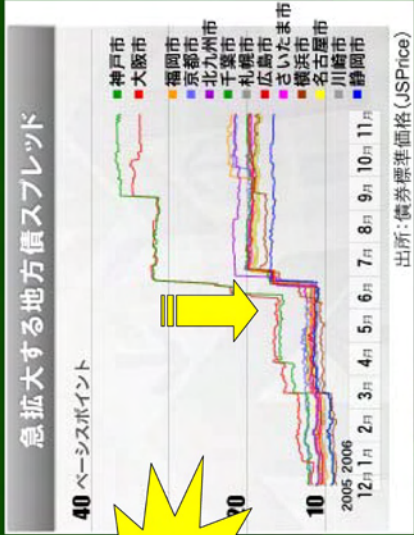 急拡大する地方債スプレッド
40 ベーシスポイント
20
10
2005 2006
12月 1月 2月 3月 4月 5月 6月 7月 8月 9月 10月 11月
神戸市
大阪市
福岡市
京都市
北九州市
千葉市
札幌市
広島市
さいたま市
横浜市
名古屋市
川崎市
静岡市
出所:債券標準価格(JSPrice)